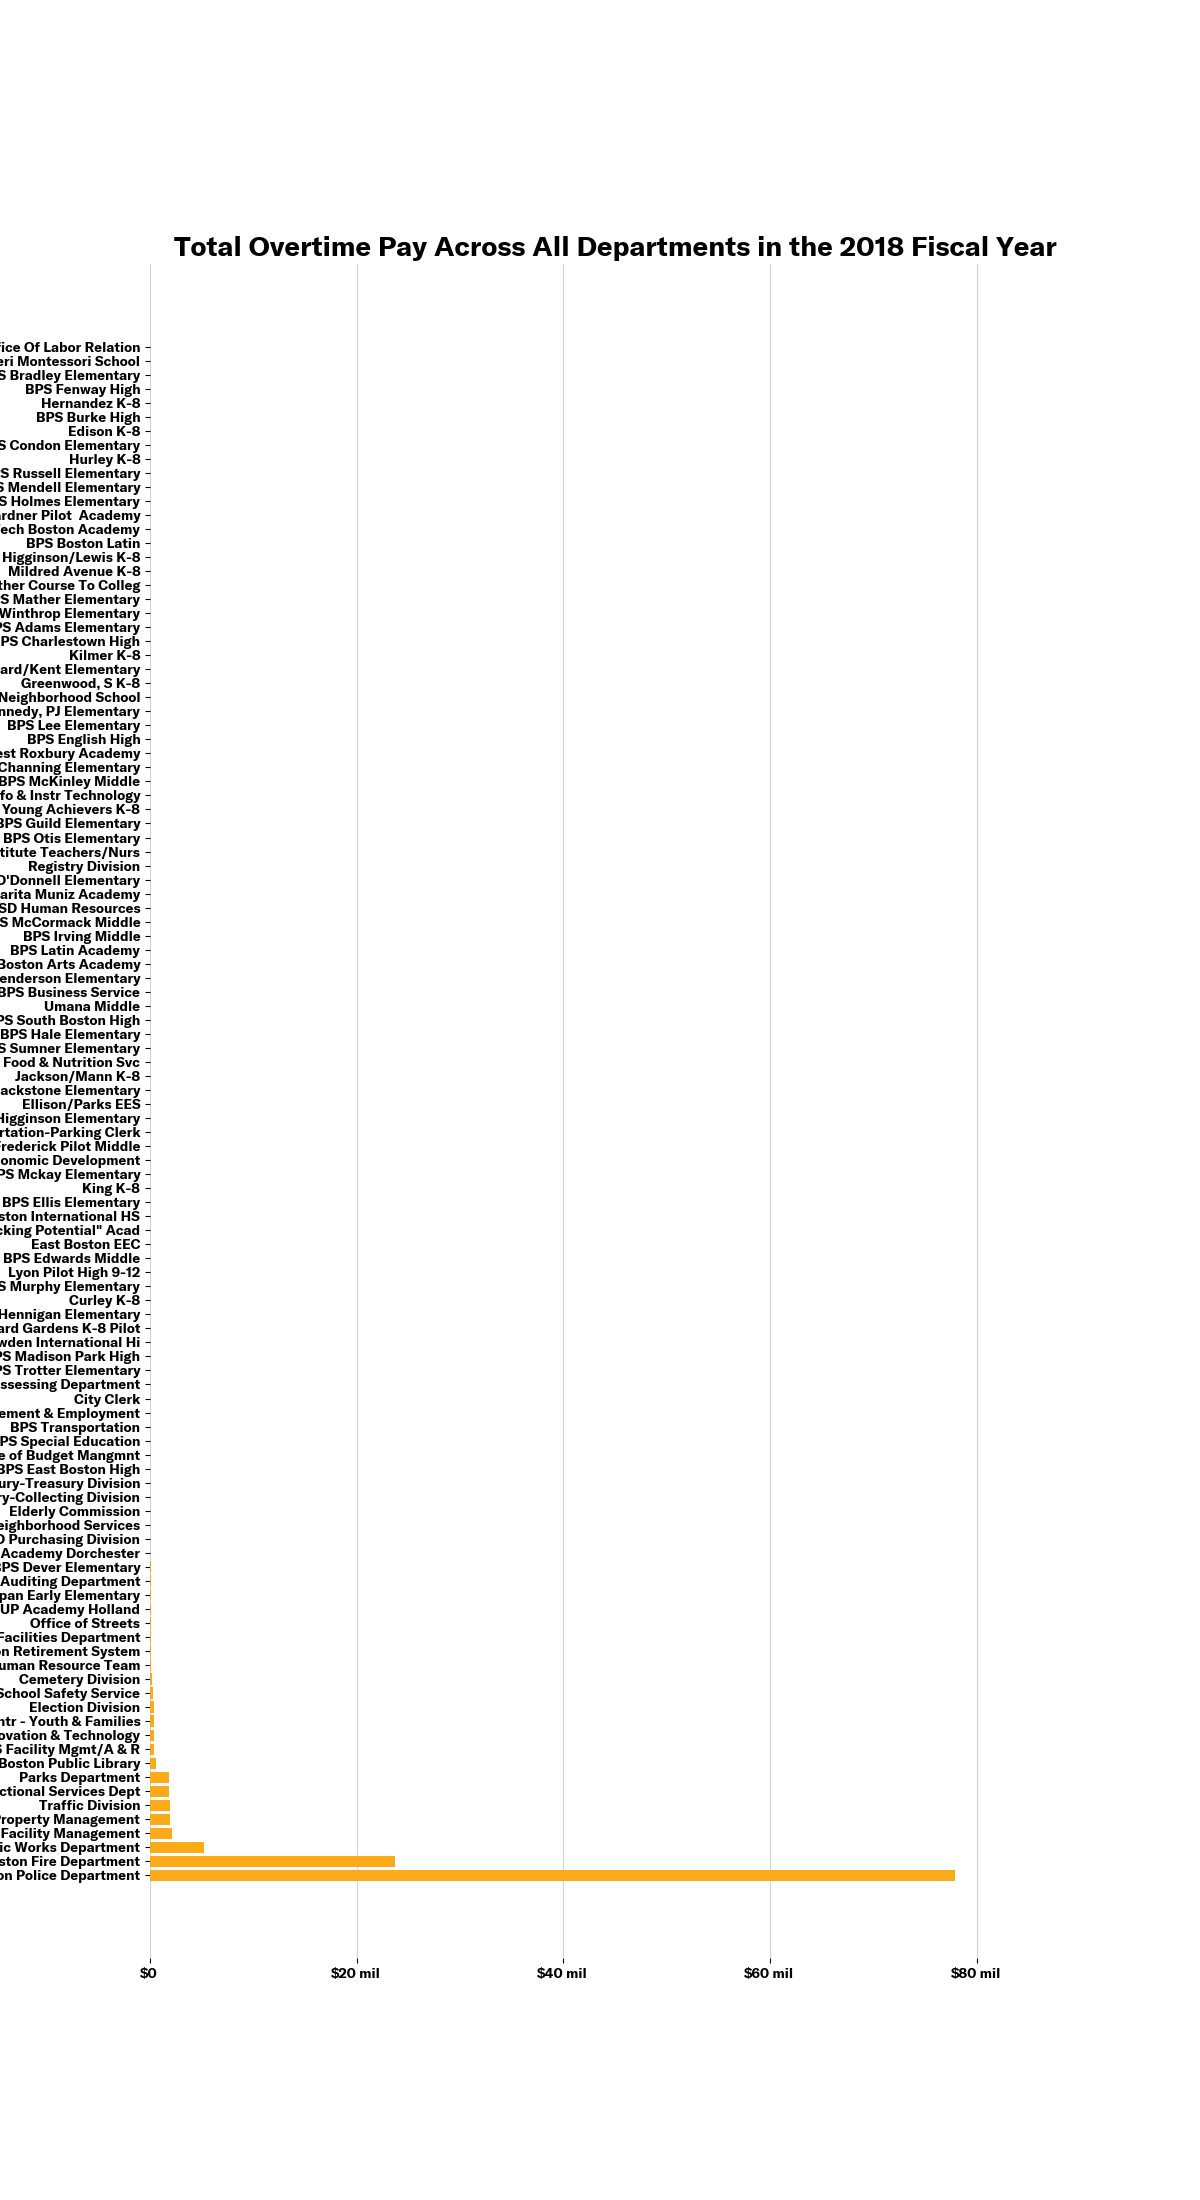 Total Overtime Pay Across All Departments in the 2018 Fiscal Year
ice Of Labor Relation
eri Montessori School
S Bradley Elementary
BPS Fenway High
Hernandez K-8
BPS Burke High
Edison K-8
S Condon Elementary
Hurley K-8
S Russell Elementary
S Mendell Elementary
S Holmes Elementary
rdner Pilot Academy
ech Boston Academy
BPS Boston Latin
Higginson/Lewis K-8
Mildred Avenue K-8
ther Course To Colleg
S Mather Elementary
Winthrop Elementary
PS Adams Elementary
PS Charlestown High
Kilmer K-8
ard/Kent Elementary
Greenwood, S K-8
Neighborhood School
nnedy, PJ Elementary
BPS Lee Elementary
BPS English High
est Roxbury Academy
Channing Elementary
BPS McKinley Middle
fo & Instr Technology
Young Achievers K-8
BPS Guild Elementary
BPS Otis Elementary
titute Teachers/Nurs
Registry Division
O'Donnell Elementary
arita Muniz Academy
SD Human Resources
S McCormack Middle
BPS Irving Middle
BPS Latin Academy
Boston Arts Academy
enderson Elementary
BPS Business Service
Umana Middle
PS South Boston High
BPS Hale Elementary
S Sumner Elementary
Food & Nutrition Svc
Jackson/Mann K-8
ackstone Elementary
Ellison/Parks EES
Higginson Elementary
rtation-Parking Clerk
Frederick Pilot Middle
onomic Development
PS Mckay Elementary
King K-8
BPS Ellis Elementary
ston International HS
cking Potential" Acad
East Boston EEC
BPS Edwards Middle
Lyon Pilot High 9-12
S Murphy Elementary
Curley K-8
Hennigan Elementary
ard Gardens K-8 Pilot
wden International Hi
PS Madison Park High
PS Trotter Elementary
ssessing Department
City Clerk
ement & Employment
BPS Transportation
PS Special Education
e of Budget Mangmnt
BPS East Boston High
ury-Treasury Division
ry-Collecting Division
Elderly Commission
eighborhood Services
D Purchasing Division
Academy Dorchester
BPS Dever Elementary
Auditing Department
pan Early Elementary
UP Academy Holland
Office of Streets
Facilities Department
on Retirement System
uman Resource Team
Cemetery Division
School Safety Service
Election Division
ntr - Youth & Families
ovation & Technology
S Facility Mgmt/A & R
Boston Public Library
Parks Department
ctional Services Dept
Traffic Division
Property Management
Facility Management
ic Works Department
ston Fire Department
on Police Department
$0
$20 mil
$40 mil
$60 mil
$80 mil